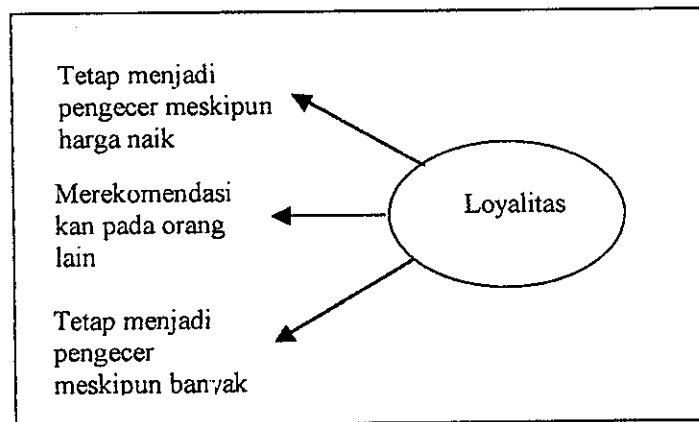 Tetap menjadi
pengecer meskipun
harga naik
Merekomendasi
kan pada orang
lain
Tetap menjadi
pengecer
meskipun banyak
Loyalitas